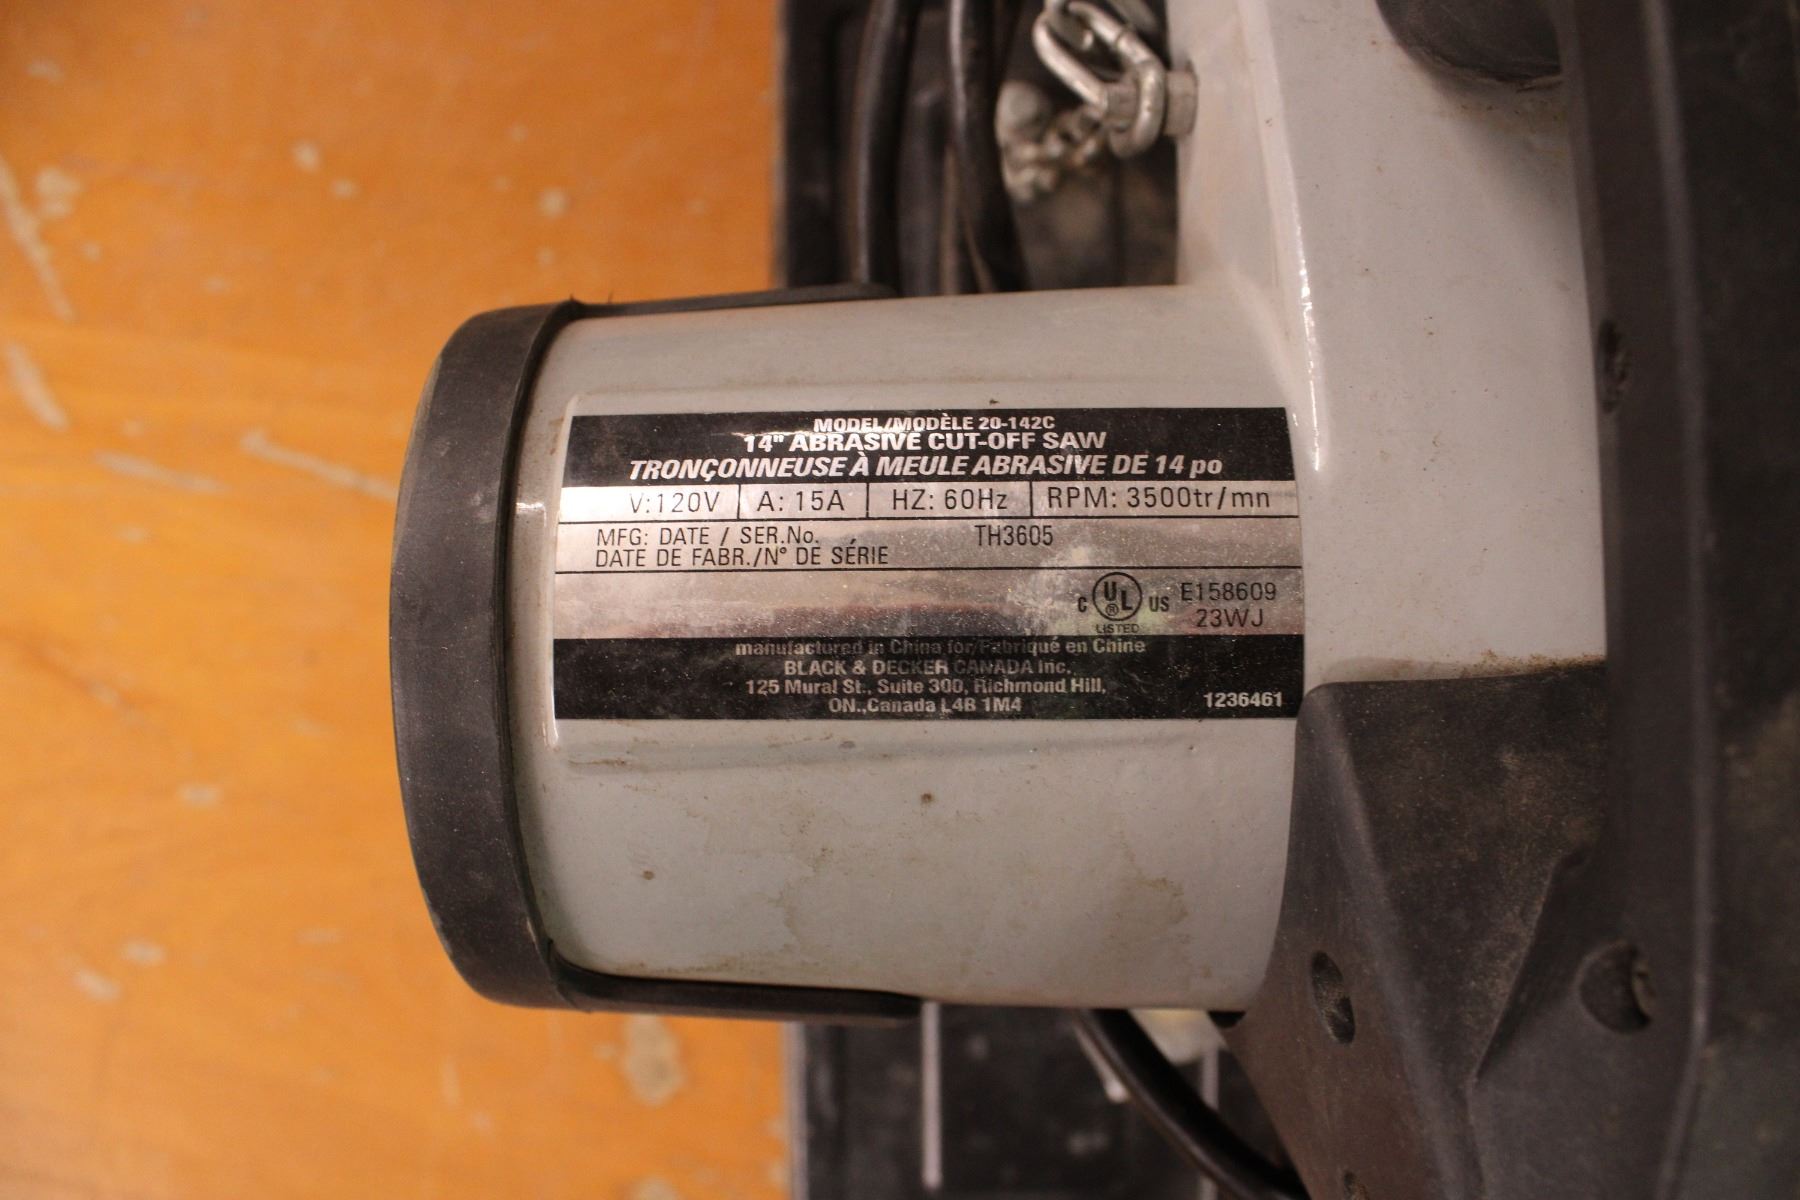 MODEL/MODÈLE 20-142C
14" ABRASIVE CUT-OFF SAW
TRONÇONNEUSE À MEULE ABRASIVE DE 14 po
V:120V A: 15A HZ: 60Hz RPM: 3500tr/mn
MFG: DATE / SER.No. TH3605
DATE DE FABR./N° DE SÉRIE
C UL ® US E158609
LISTED 23WJ
manufactured in China for/Fabriqué en Chine
BLACK & DECKER CANADA Inc.
125 Mural St., Suite 300, Richmond Hill,
ON.,Canada L4B 1M4 1236461